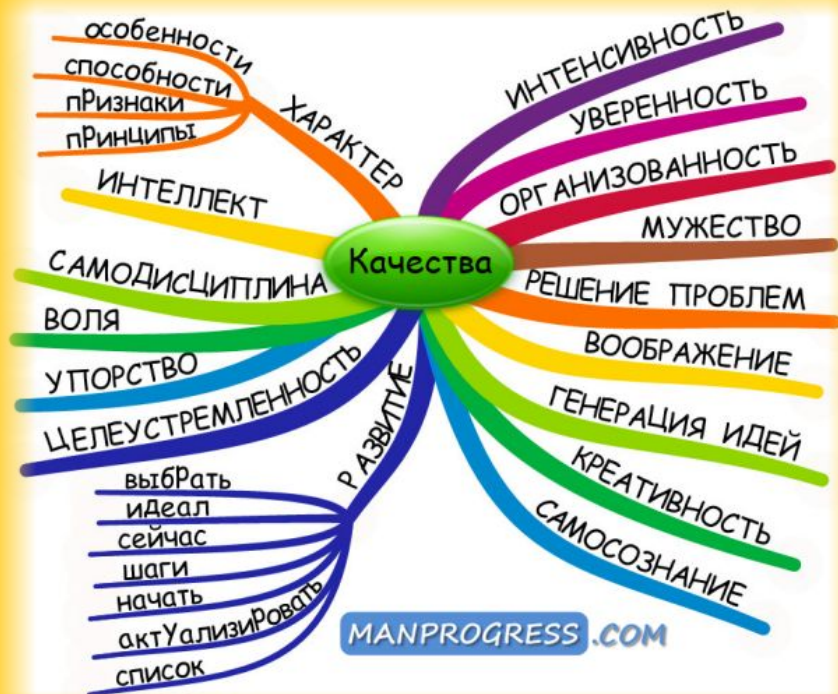 Качества
ХАРАКТЕР
особенности
способности
пРизнаки
пРинципы
ИНТЕЛЛЕКТ
САМОДИСЦИПЛИНА
ВОЛЯ
УПОРСТВО
ЦЕЛЕУСТРЕМЛЕННОСТЬ
РАЗВИТИЕ
выбРать
идеал
сейчас
шаги
начать
актУализиРовать
список
ИНТЕНСИВНОСТЬ
УВЕРЕННОСТЬ
ОРГАНИЗОВАННОСТЬ
МУЖЕСТВО
РЕШЕНИЕ ПРОБЛЕМ
ВООБРАЖЕНИЕ
ГЕНЕРАЦИЯ ИДЕЙ
КРЕАТИВНОСТЬ
САМОСОЗНАНИЕ
MANPROGRESS.COM